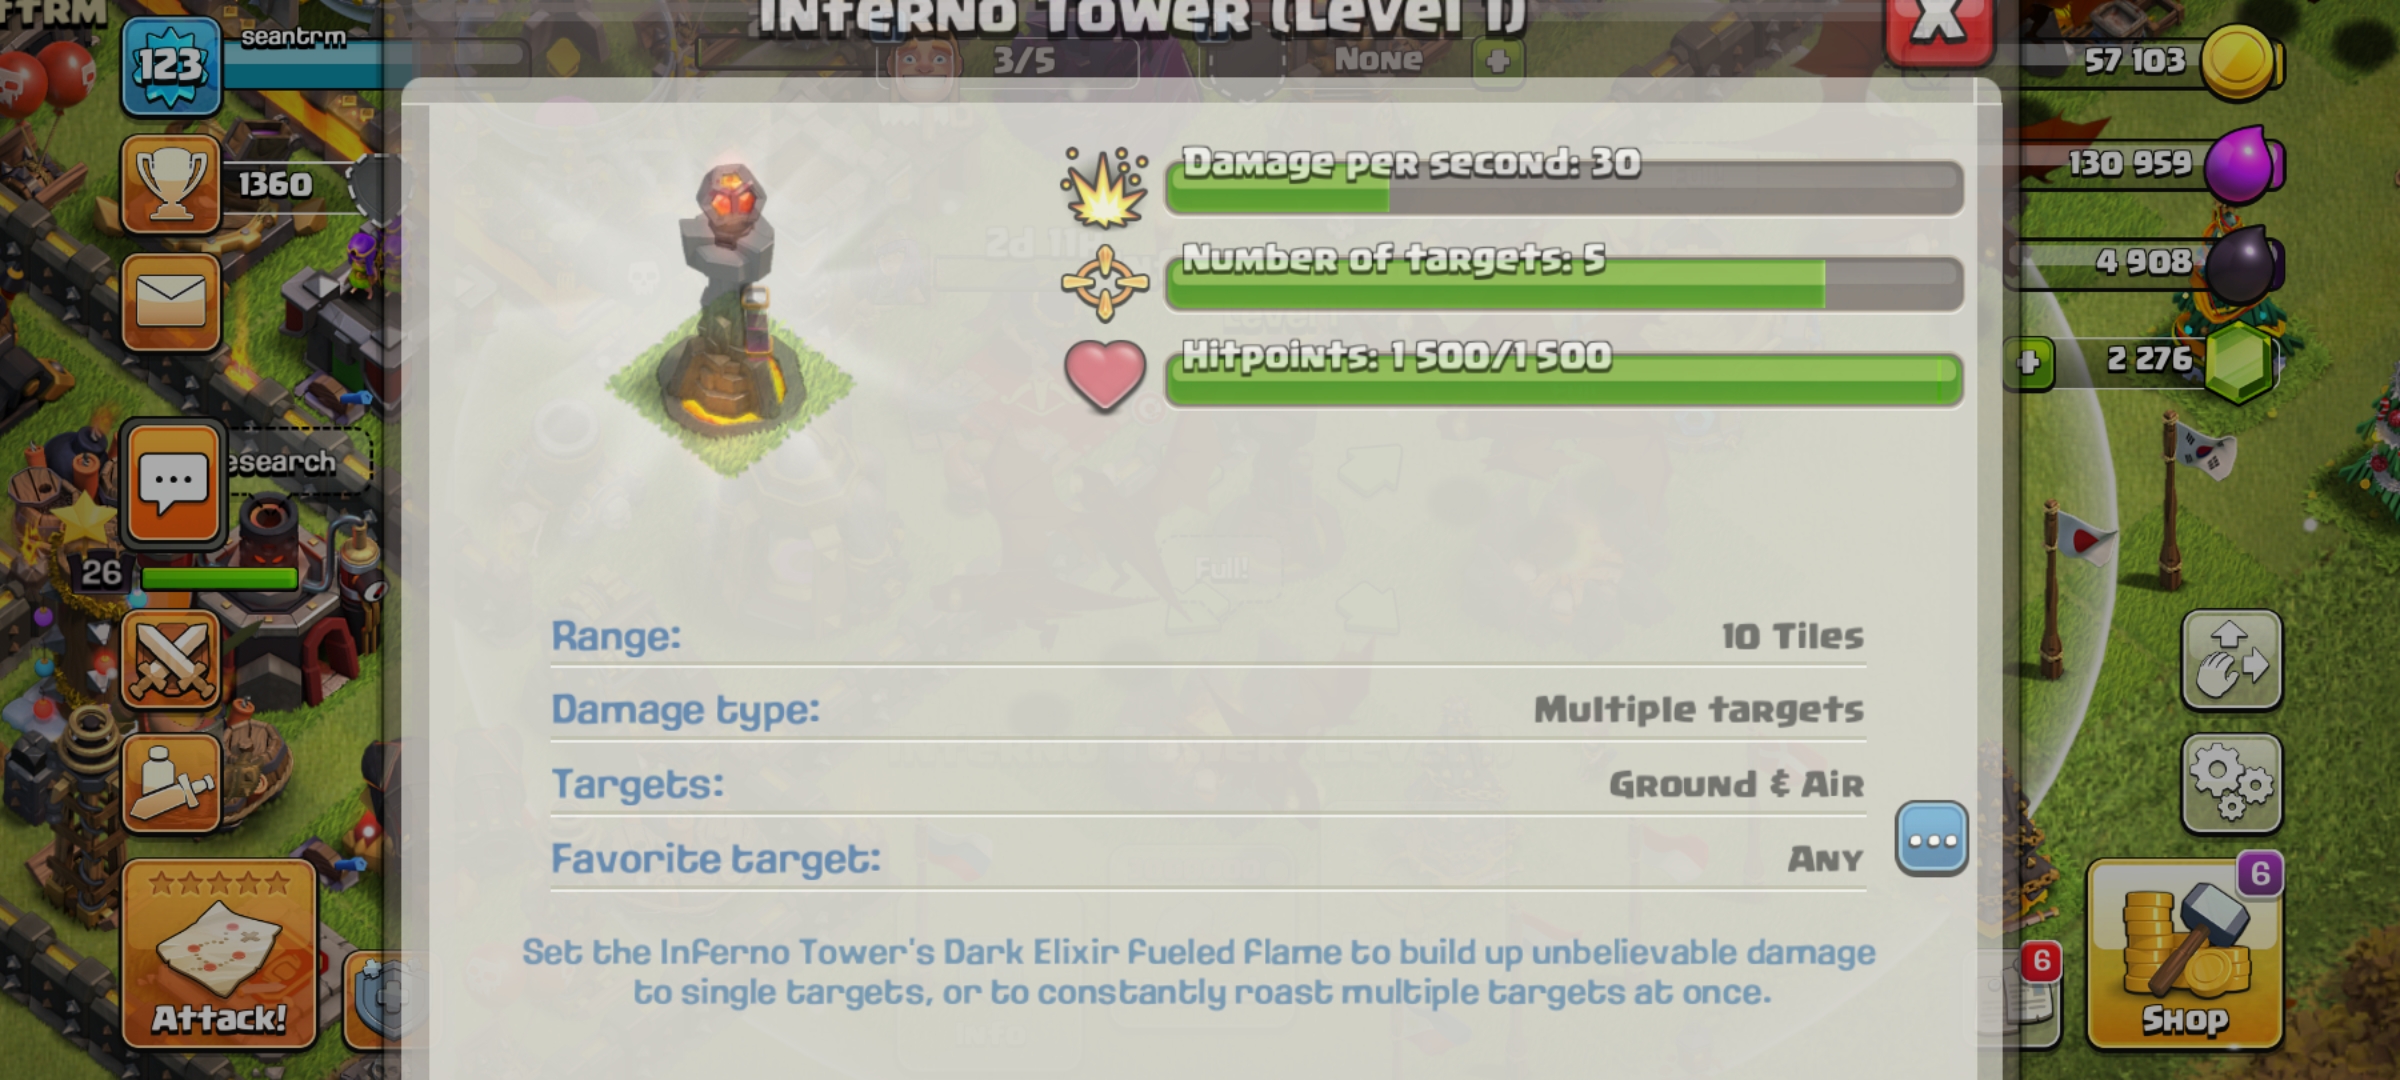 Inferno Tower (Level 1)
123
seantrm
3/5
None
57 103
1360
130 959
4 908
2 276
Damage per second: 30
Number of targets: 5
Hitpoints: 1 500/1 500
esearch
26
Full!
Range: 10 Tiles
Damage type: Multiple targets
Targets: Ground & Air
Favorite target: Any
Set the Inferno Tower's Dark Elixir fueled flame to build up unbelievable damage
to single targets, or to constantly roast multiple targets at once.
Attack!
6
6
Shop
Info